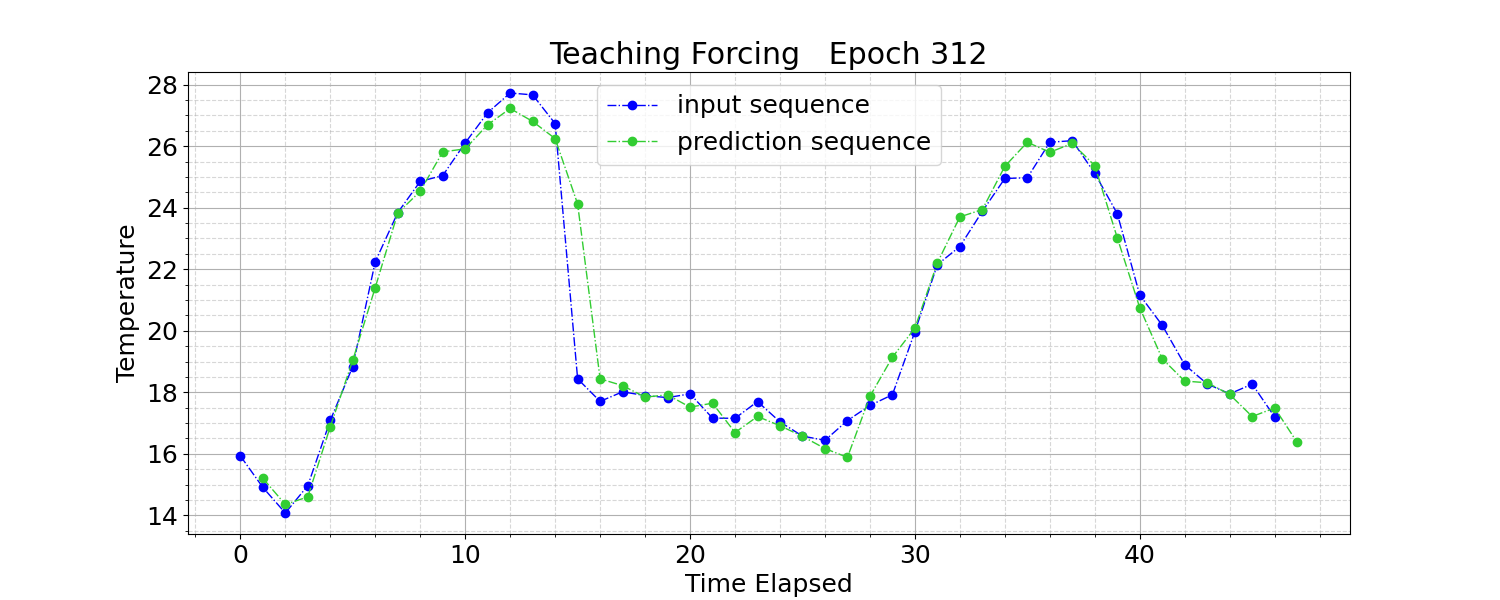 Teaching Forcing   Epoch 312
input sequence
prediction sequence
28
26
24
22
20
18
16
14
Temperature
0 10 20 30 40
Time Elapsed